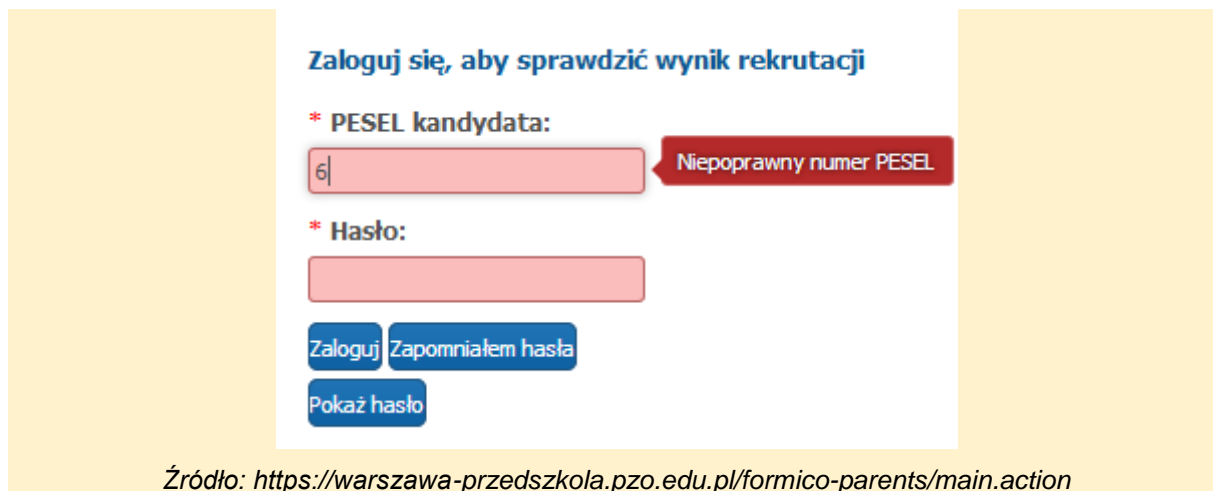 Zaloguj się, aby sprawdzić wynik rekrutacji
* PESEL kandydata:
6
Niepoprawny numer PESEL
* Hasło:
Zaloguj Zapomniałem hasła
Pokaż hasło
Źródło: https://warszawa-przedszkola.pzo.edu.pl/formico-parents/main.action